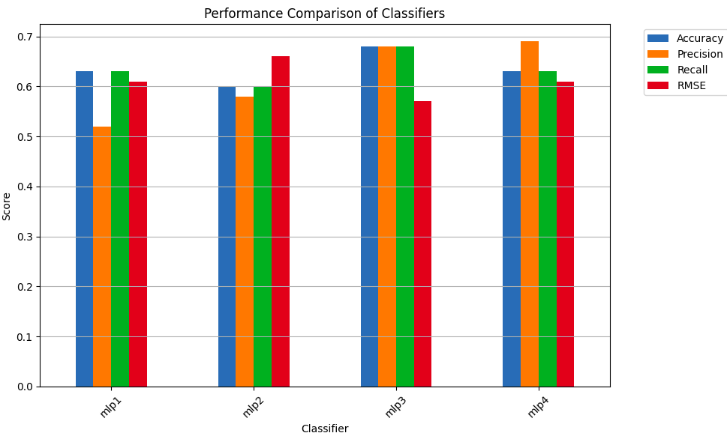 Performance Comparison of Classifiers
Score
0.7
0.6
0.5
0.4
0.3
0.2
0.1
0.0
mlp1
mlp2
mlp3
mlp4
Classifier
Accuracy
Precision
Recall
RMSE